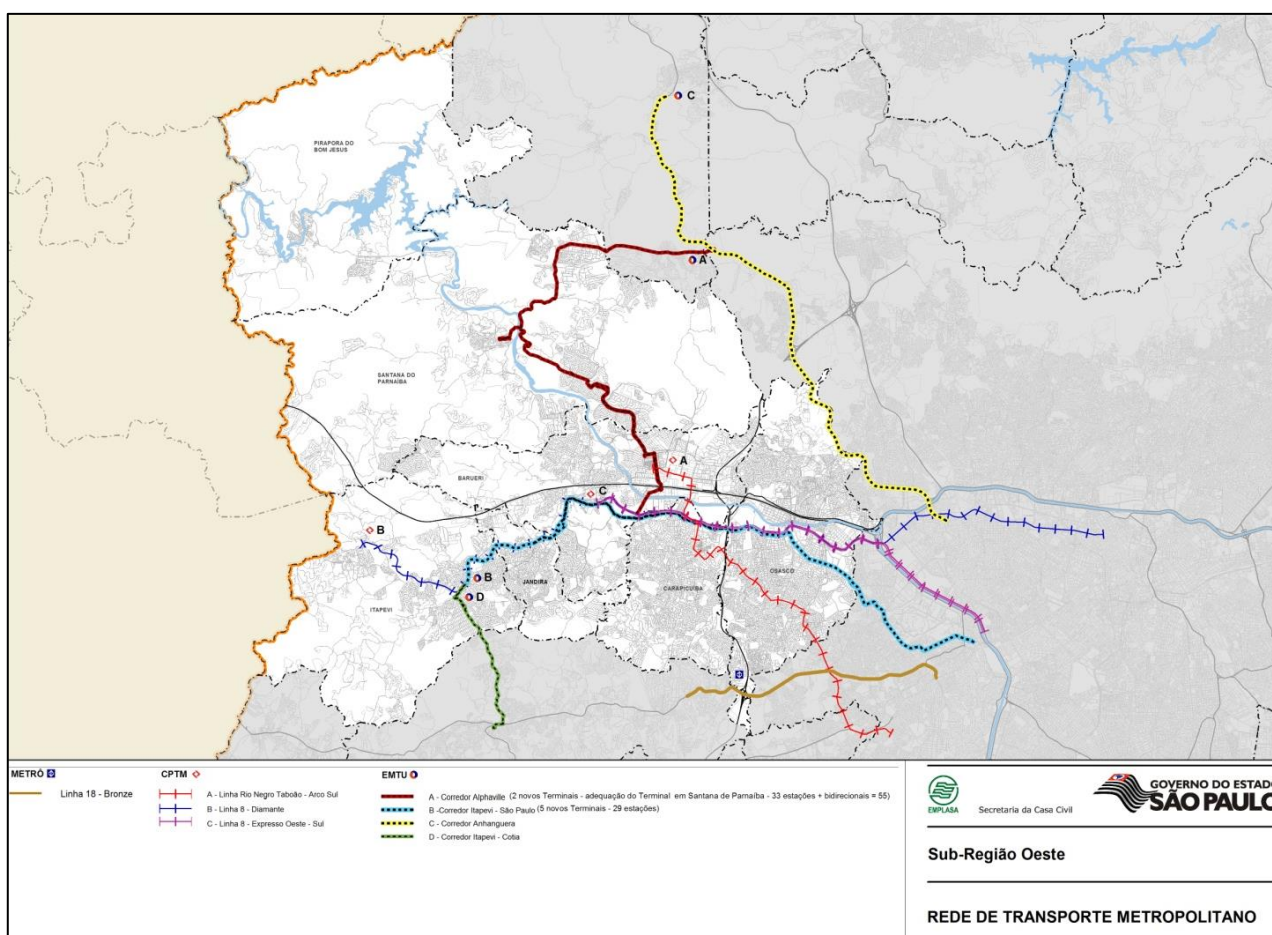 C
PIRAPORA DO
BOM JESUS
A
SANTANA DO
PARNAÍBA
A
BARUERI
C
B
B
JANDIRA
D
CARAPICUÍBA
OSASCO
ITAPEVI
METRÔ
Linha 18 - Bronze
CPTM
A - Linha Rio Negro Taboão - Arco Sul
B - Linha 8 - Diamante
C - Linha 8 - Expresso Oeste - Sul
EMTU
A - Corredor Alphaville (2 novos Terminais - adequação do Terminal em Santana de Parnaíba - 33 estações + bidirecionais = 55)
B -Corredor Itapevi - São Paulo (5 novos Terminais - 29 estações)
C - Corredor Anhanguera
D - Corredor Itapevi - Cotia
EMPLASA
Secretaria da Casa Civil
GOVERNO DO ESTADO
SÃO PAULO
Sub-Região Oeste
REDE DE TRANSPORTE METROPOLITANO